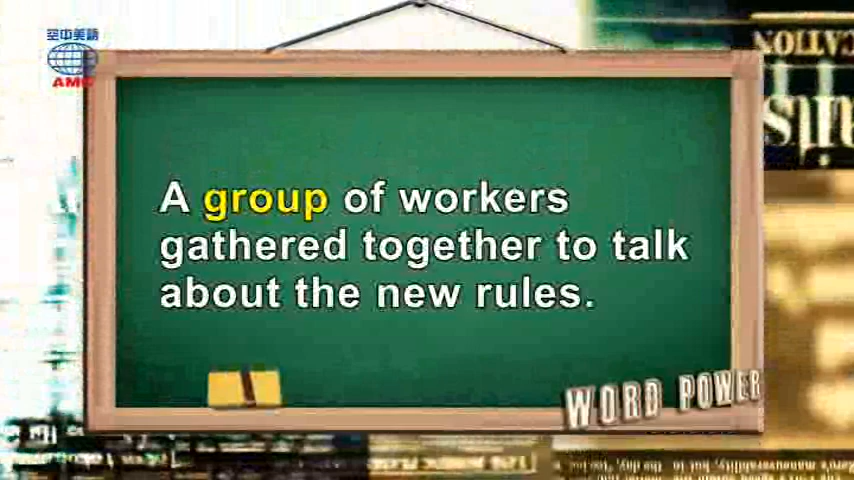 空中美語
AMC
A group of workers
gathered together to talk
about the new rules.
WORD POWER